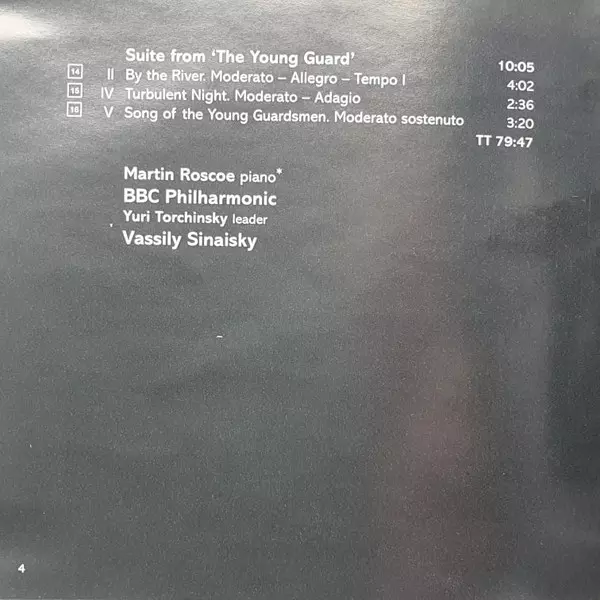 Suite from ‘The Young Guard’ 10:05
14 II By the River. Moderato – Allegro – Tempo I 4:02
15 IV Turbulent Night. Moderato – Adagio 2:36
16 V Song of the Young Guardsmen. Moderato sostenuto 3:20
TT 79:47
Martin Roscoe piano*
BBC Philharmonic
Yuri Torchinsky leader
Vassily Sinaisky
4